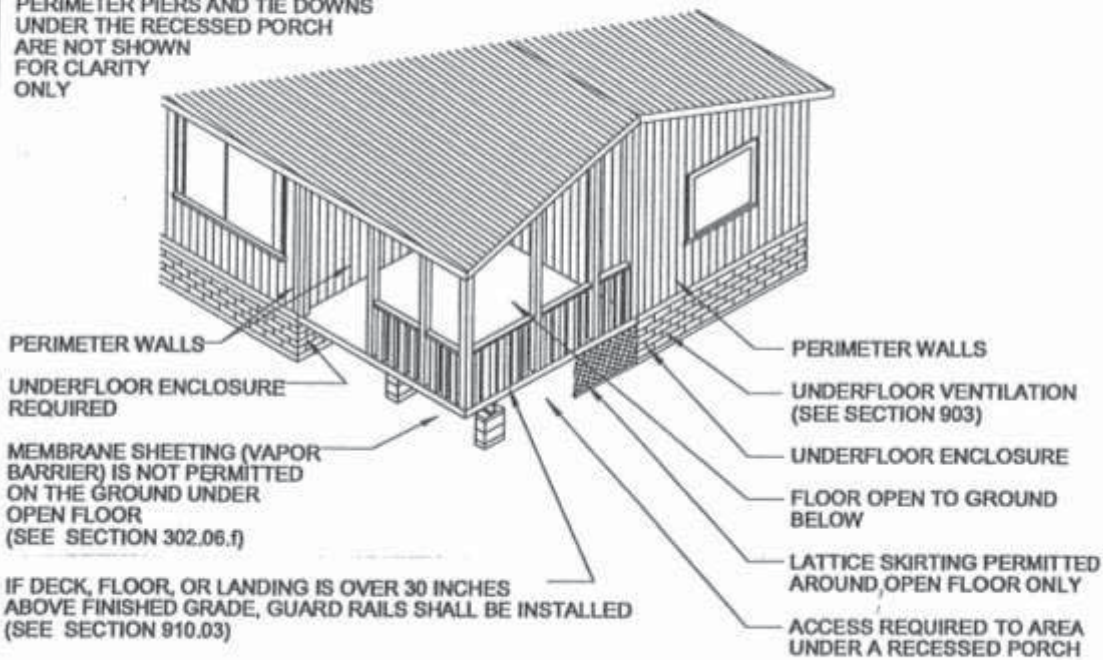 PERIMETER PIERS AND TIE DOWNS
UNDER THE RECESSED PORCH
ARE NOT SHOWN
FOR CLARITY
ONLY
PERIMETER WALLS
UNDERFLOOR ENCLOSURE
REQUIRED
MEMBRANE SHEETING (VAPOR
BARRIER) IS NOT PERMITTED
ON THE GROUND UNDER
OPEN FLOOR
(SEE SECTION 302.06.f)
IF DECK, FLOOR, OR LANDING IS OVER 30 INCHES
ABOVE FINISHED GRADE, GUARD RAILS SHALL BE INSTALLED
(SEE SECTION 910.03)
PERIMETER WALLS
UNDERFLOOR VENTILATION
(SEE SECTION 903)
UNDERFLOOR ENCLOSURE
FLOOR OPEN TO GROUND
BELOW
LATTICE SKIRTING PERMITTED
AROUND OPEN FLOOR ONLY
ACCESS REQUIRED TO AREA
UNDER A RECESSED PORCH